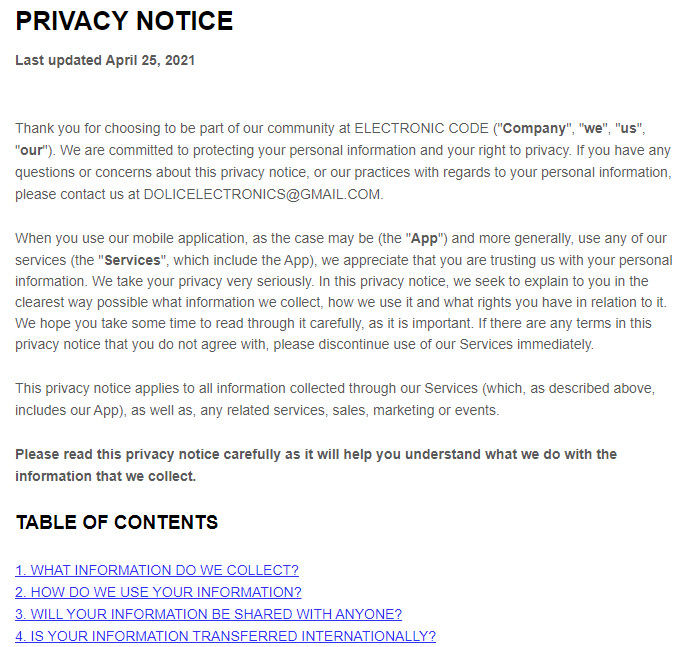 PRIVACY NOTICE
Last updated April 25, 2021
Thank you for choosing to be part of our community at ELECTRONIC CODE ("Company", "we", "us",
"our"). We are committed to protecting your personal information and your right to privacy. If you have any
questions or concerns about this privacy notice, or our practices with regards to your personal information,
please contact us at DOLICELECTRONICS@GMAIL.COM.
When you use our mobile application, as the case may be (the "App") and more generally, use any of our
services (the "Services", which include the App), we appreciate that you are trusting us with your personal
information. We take your privacy very seriously. In this privacy notice, we seek to explain to you in the
clearest way possible what information we collect, how we use it and what rights you have in relation to it.
We hope you take some time to read through it carefully, as it is important. If there are any terms in this
privacy notice that you do not agree with, please discontinue use of our Services immediately.
This privacy notice applies to all information collected through our Services (which, as described above,
includes our App), as well as, any related services, sales, marketing or events.
Please read this privacy notice carefully as it will help you understand what we do with the
information that we collect.
TABLE OF CONTENTS
1. WHAT INFORMATION DO WE COLLECT?
2. HOW DO WE USE YOUR INFORMATION?
3. WILL YOUR INFORMATION BE SHARED WITH ANYONE?
4. IS YOUR INFORMATION TRANSFERRED INTERNATIONALLY?